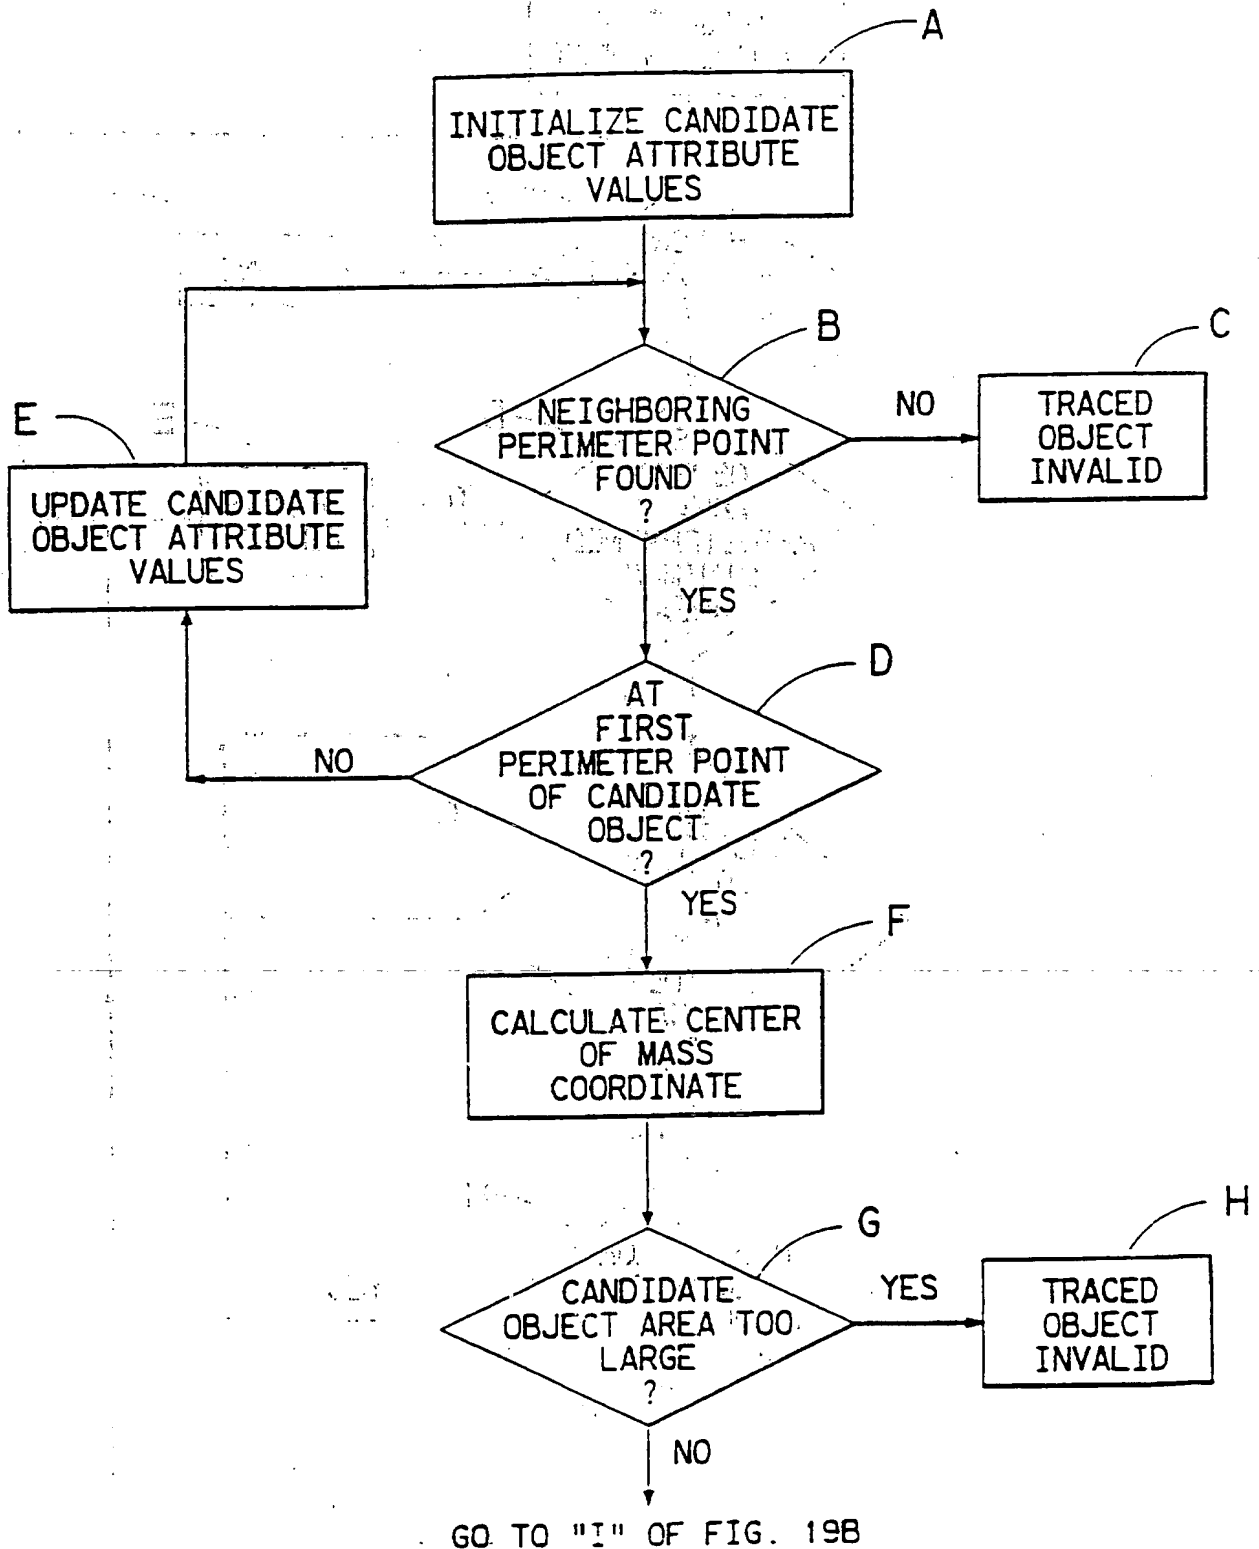 A
INITIALIZE CANDIDATE
OBJECT ATTRIBUTE
VALUES
B
NEIGHBORING
PERIMETER POINT
FOUND
?
NO
C
TRACED
OBJECT
INVALID
E
UPDATE CANDIDATE
OBJECT ATTRIBUTE
VALUES
YES
D
AT
FIRST
PERIMETER POINT
OF CANDIDATE
OBJECT
?
NO
YES
F
CALCULATE CENTER
OF MASS
COORDINATE
G
CANDIDATE
OBJECT AREA TOO
LARGE
?
YES
H
TRACED
OBJECT
INVALID
NO
GO TO "I" OF FIG. 19B